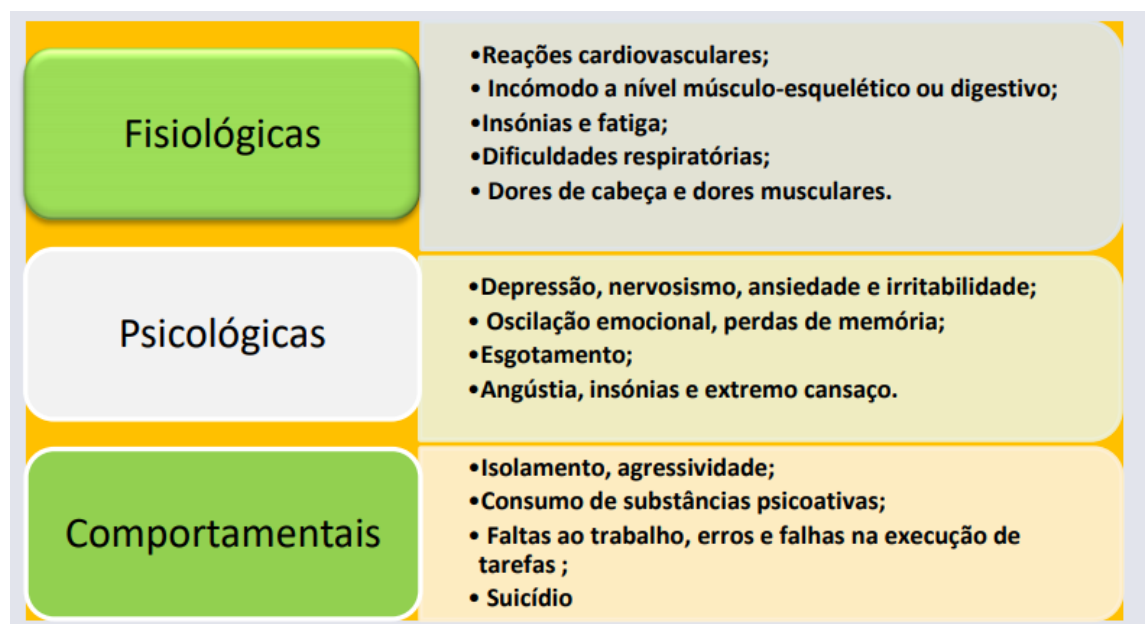 Fisiológicas
•Reações cardiovasculares;
• Incómodo a nível músculo-esquelético ou digestivo;
•Insónias e fatiga;
•Dificuldades respiratórias;
• Dores de cabeça e dores musculares.
Psicológicas
•Depressão, nervosismo, ansiedade e irritabilidade;
• Oscilação emocional, perdas de memória;
•Esgotamento;
•Angústia, insónias e extremo cansaço.
Comportamentais
•Isolamento, agressividade;
•Consumo de substâncias psicoativas;
• Faltas ao trabalho, erros e falhas na execução de
tarefas ;
• Suicídio